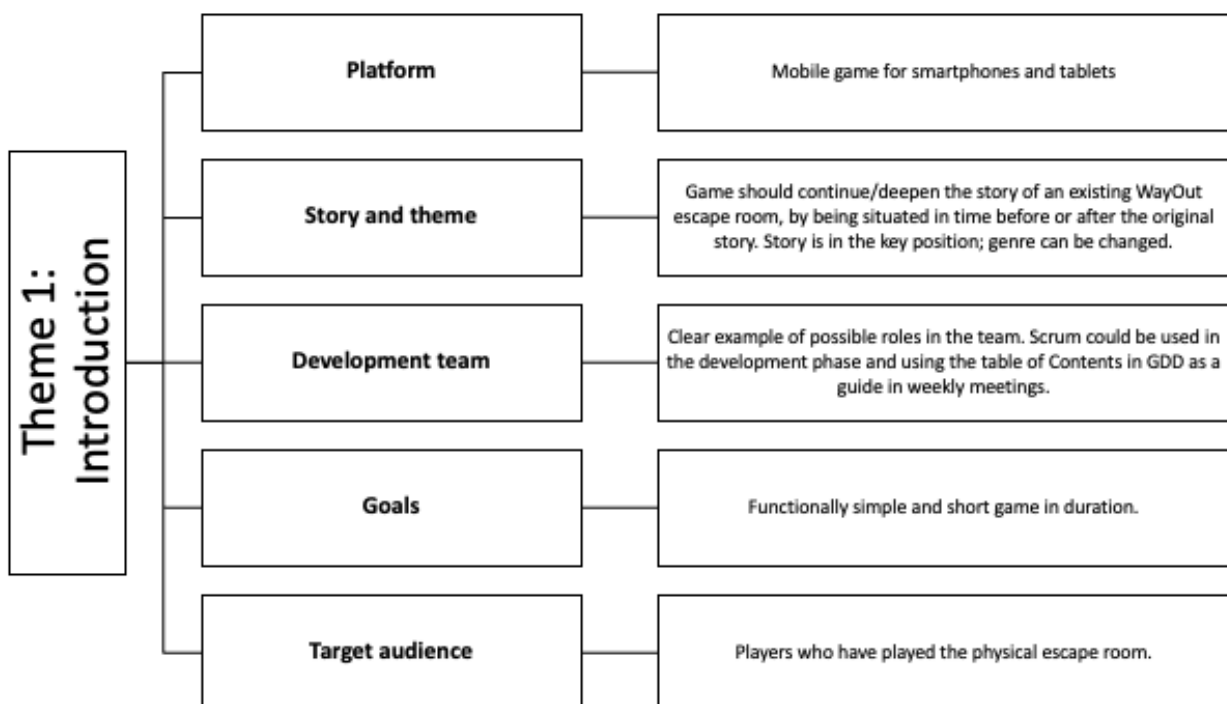 Theme 1:
Introduction
Platform
Mobile game for smartphones and tablets
Story and theme
Game should continue/deepen the story of an existing WayOut
escape room, by being situated in time before or after the original
story. Story is in the key position; genre can be changed.
Development team
Clear example of possible roles in the team. Scrum could be used in
the development phase and using the table of Contents in GDD as a
guide in weekly meetings.
Goals
Functionally simple and short game in duration.
Target audience
Players who have played the physical escape room.